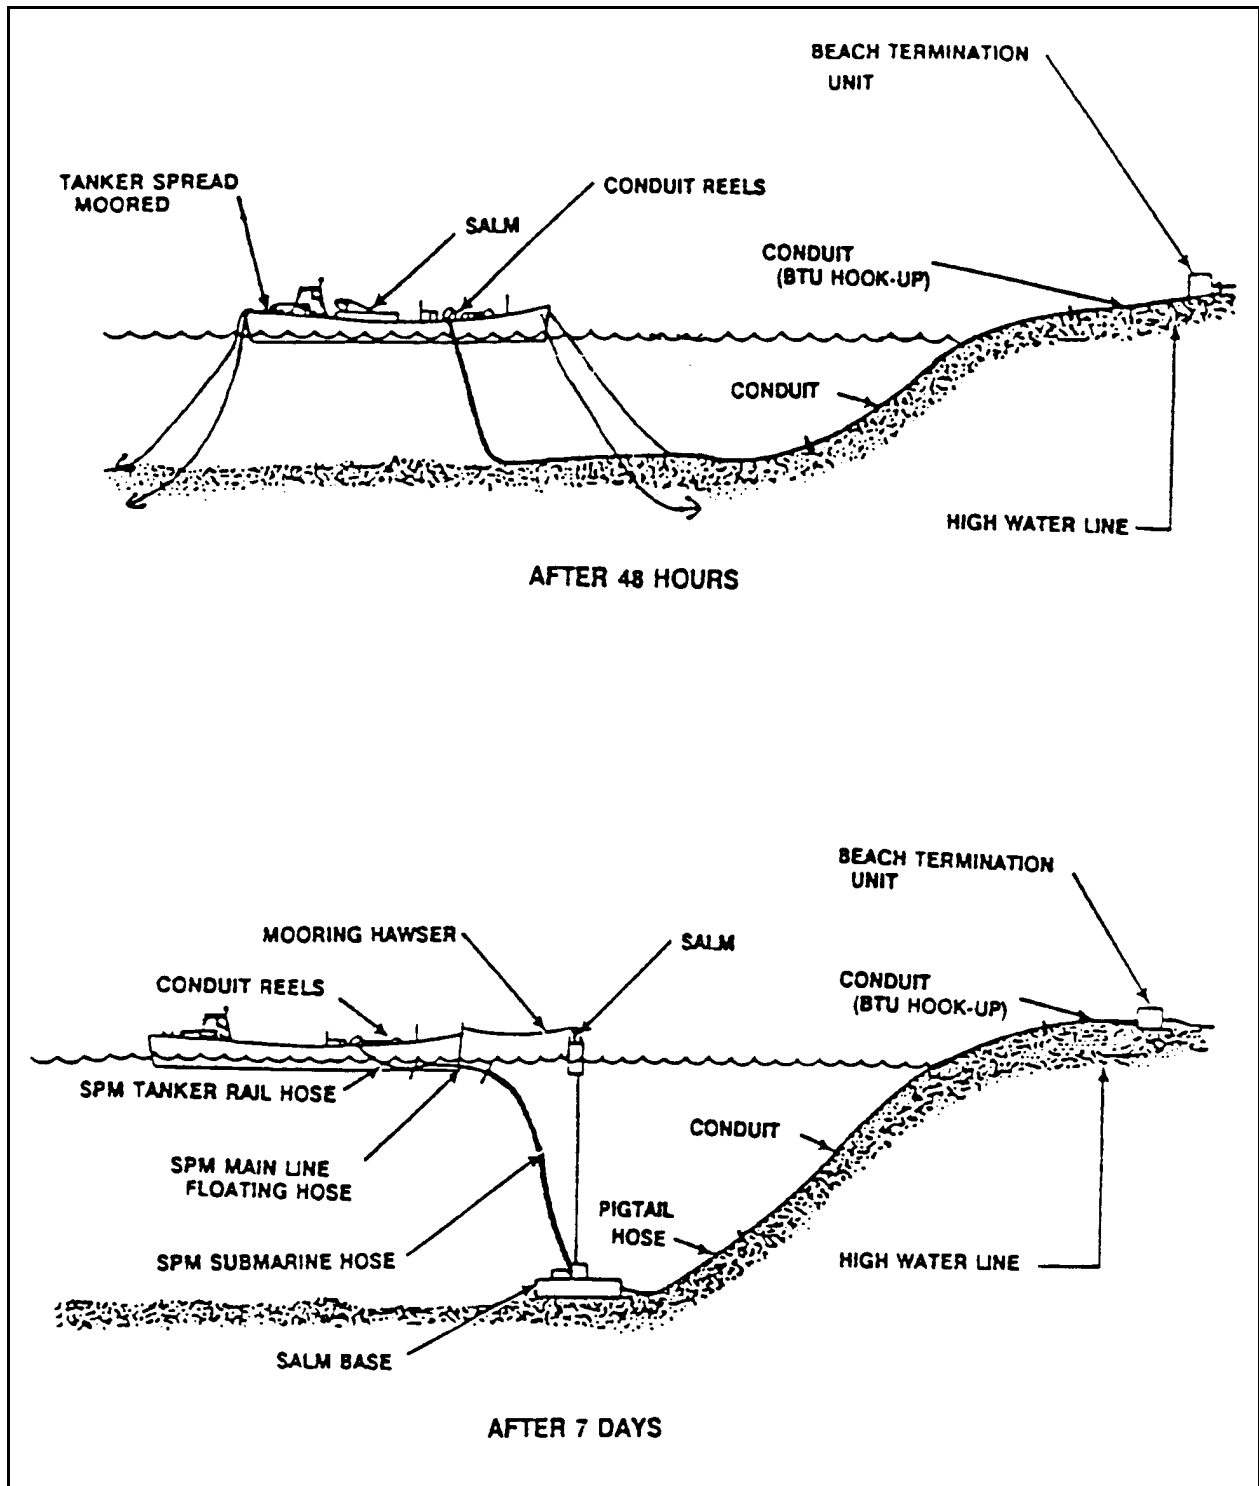 BEACH TERMINATION
UNIT
TANKER SPREAD
MOORED
SALM
CONDUIT REELS
CONDUIT
(BTU HOOK-UP)
CONDUIT
HIGH WATER LINE
AFTER 48 HOURS
BEACH TERMINATION
UNIT
MOORING HAWSER
SALM
CONDUIT REELS
CONDUIT
(BTU HOOK-UP)
SPM TANKER RAIL HOSE
CONDUIT
SPM MAIN LINE
FLOATING HOSE
PIGTAIL
HOSE
SPM SUBMARINE HOSE
HIGH WATER LINE
SALM BASE
AFTER 7 DAYS